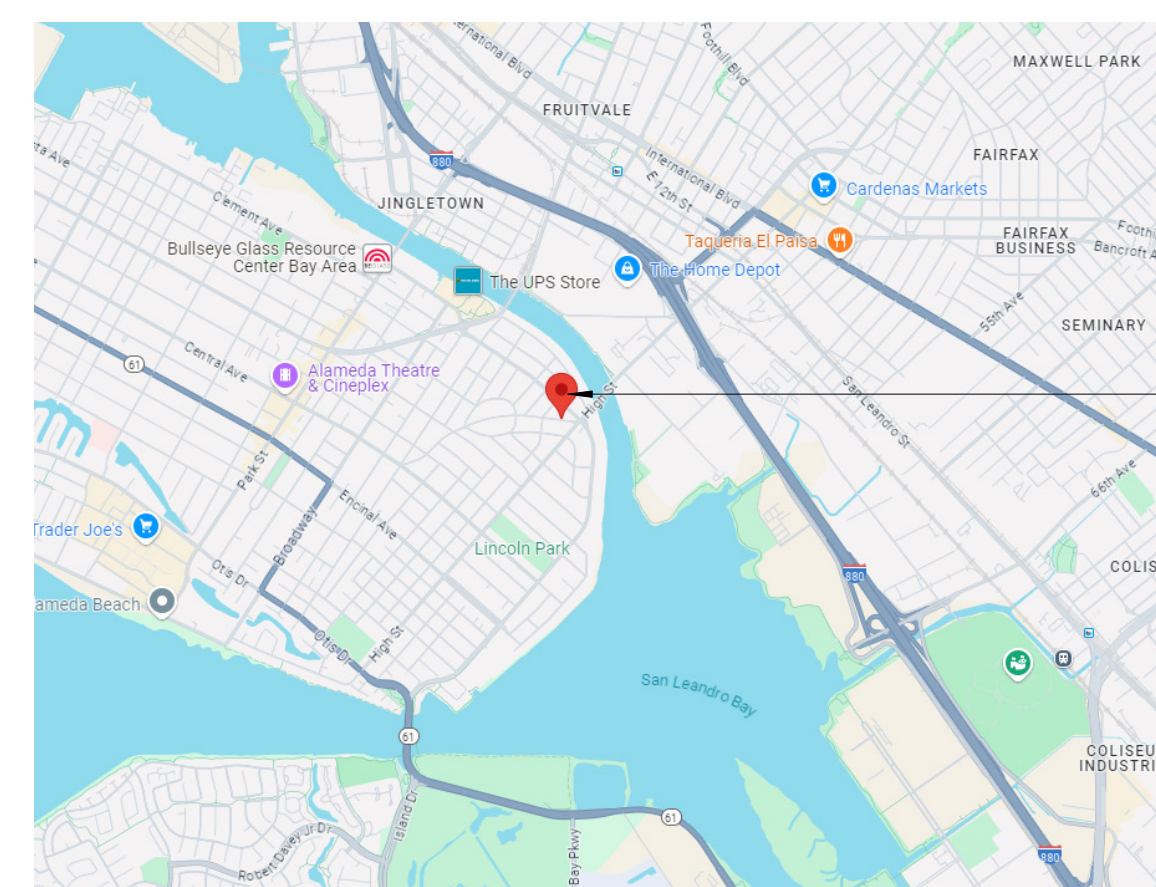 International Blvd
Foothill Blvd
MAXWELL PARK
FRUITVALE
880
International Blvd
FAIRFAX
E 12th St
Cardenas Markets
JINGLETOWN
Clement Ave
Bullseye Glass Resource
Center Bay Area
Taqueria El Paisa
FAIRFAX
BUSINESS
Bancroft A
The Home Depot
The UPS Store
55th Ave
SEMINARY
61
Central Ave
Alameda Theatre
& Cineplex
High St
San Leandro St
Park St
66th Ave
Encinal Ave
Trader Joe's
Broadway
Lincoln Park
Otis Dr
880
COLIS
ameda Beach
Otis Dr
High St
San Leandro Bay
61
COLISEU
INDUSTRI
Island Dr
61
Robert Davey Jr Dr
Bay Pkwy
880